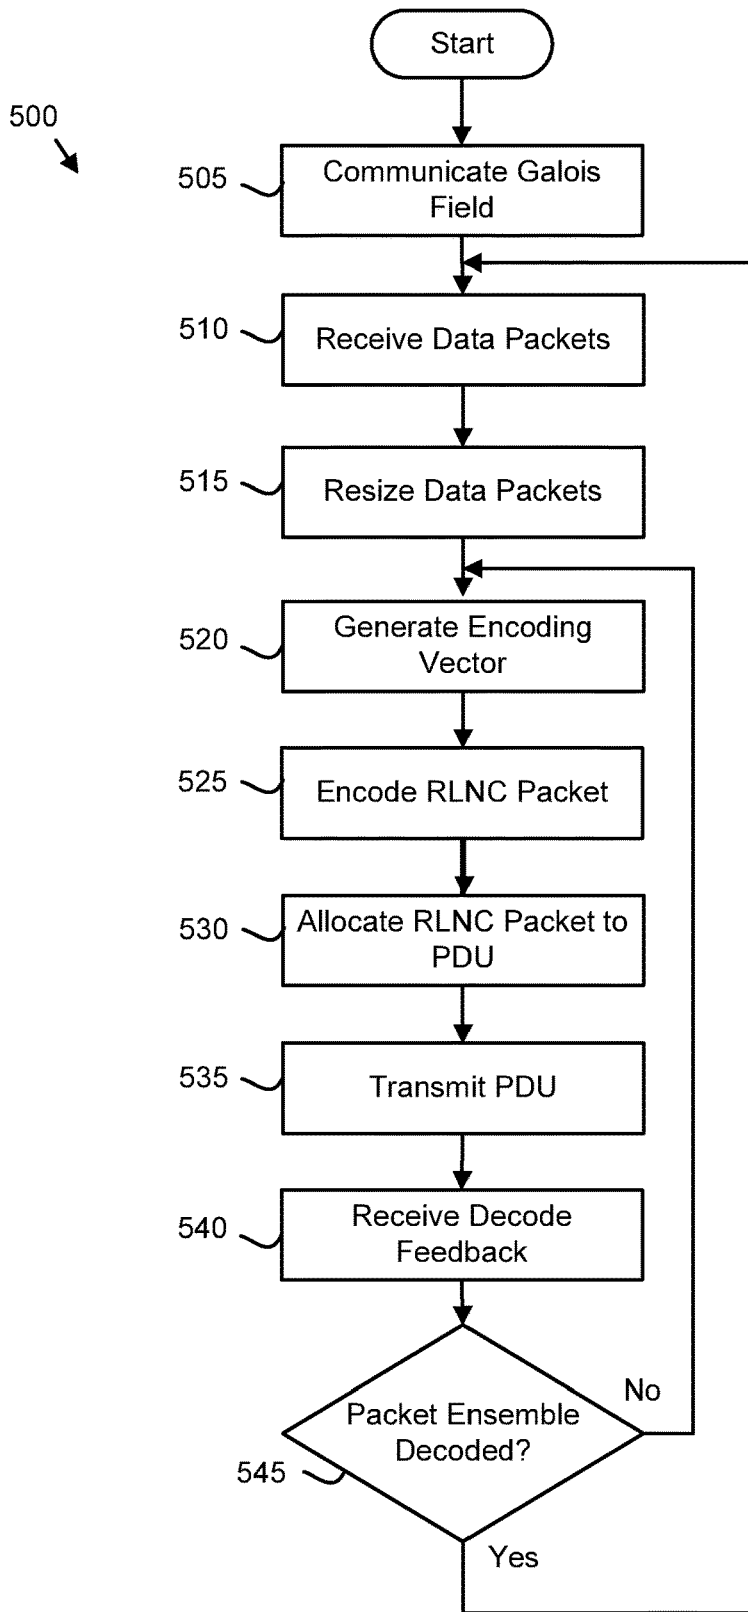 Start
500
505
Communicate Galois
Field
510
Receive Data Packets
515
Resize Data Packets
520
Generate Encoding
Vector
525
Encode RLNC Packet
530
Allocate RLNC Packet to
PDU
535
Transmit PDU
540
Receive Decode
Feedback
No
Packet Ensemble
Decoded?
545
Yes